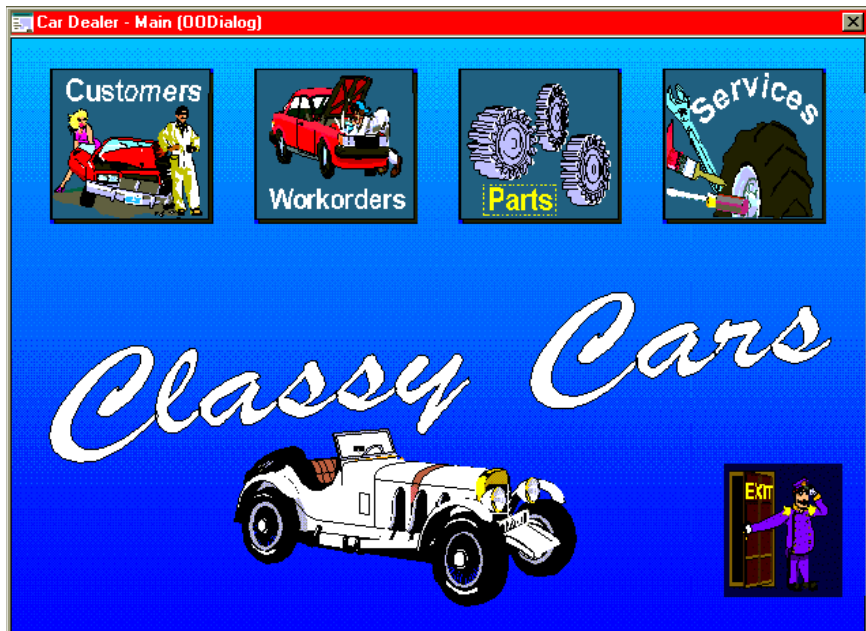 Car Dealer - Main (OODialog)
Customers
Workorders
Parts
Services
Classy Cars
EXIT